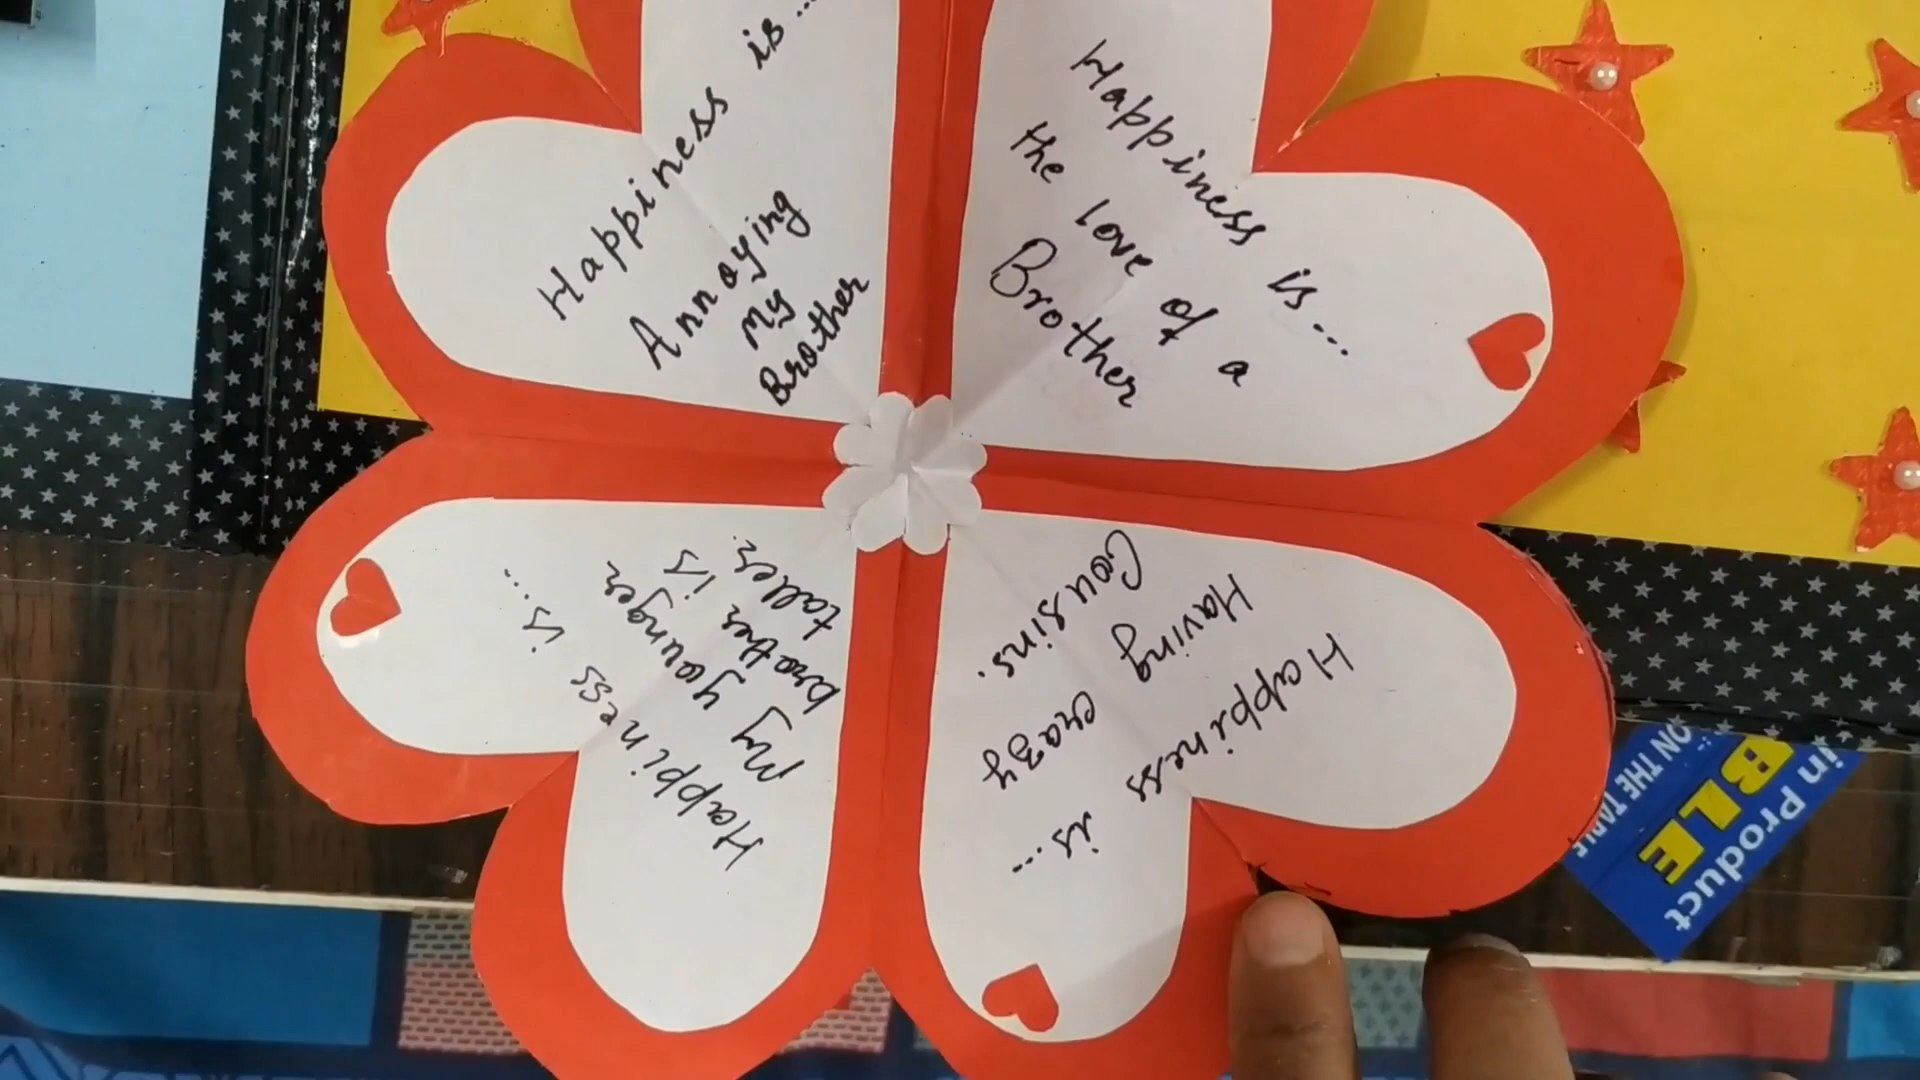 Happiness is...
Annoying
My
Brother
Happiness is...
the love of a
Brother
Happiness is...
my younger
brother is
taller.
Happiness is...
Having crazy
Cousins.
in Product
BLE
ON THE